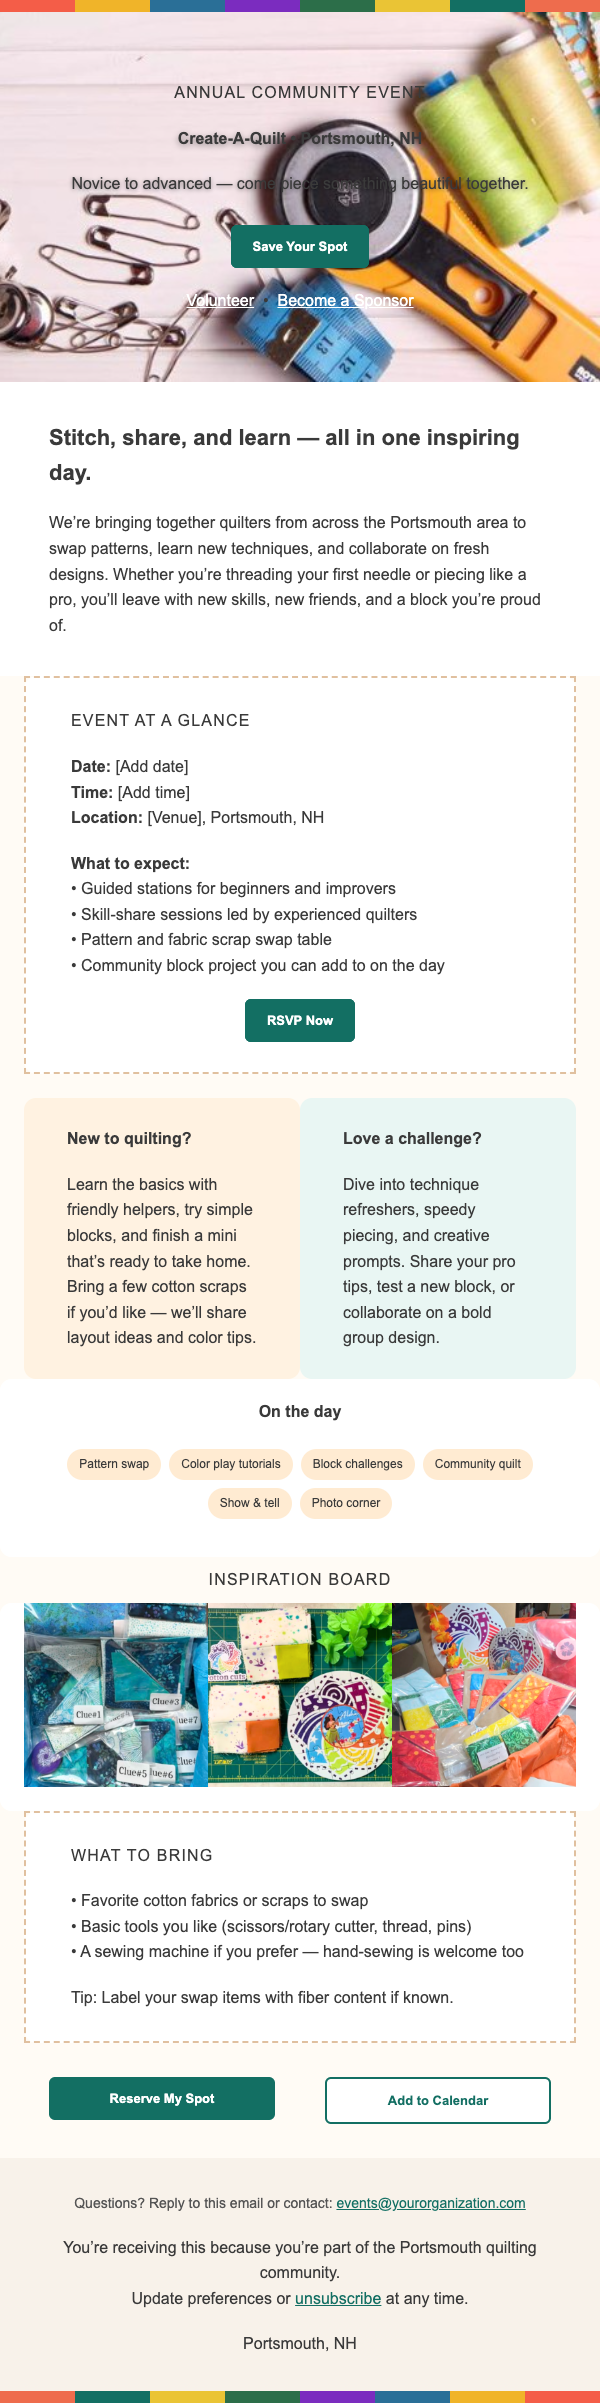 ANNUAL COMMUNITY EVENT
Create-A-Quilt • Portsmouth, NH
Novice to advanced — come piece something beautiful together.
Save Your Spot
Volunteer Become a Sponsor
ROTA
Stitch, share, and learn — all in one inspiring
day.
We’re bringing together quilters from across the Portsmouth area to
swap patterns, learn new techniques, and collaborate on fresh
designs. Whether you’re threading your first needle or piecing like a
pro, you’ll leave with new skills, new friends, and a block you’re proud
of.
EVENT AT A GLANCE
Date: [Add date]
Time: [Add time]
Location: [Venue], Portsmouth, NH
What to expect:
• Guided stations for beginners and improvers
• Skill-share sessions led by experienced quilters
• Pattern and fabric scrap swap table
• Community block project you can add to on the day
RSVP Now
New to quilting?
Learn the basics with
friendly helpers, try simple
blocks, and finish a mini
that’s ready to take home.
Bring a few cotton scraps
if you’d like — we’ll share
layout ideas and color tips.
Love a challenge?
Dive into technique
refreshers, speedy
piecing, and creative
prompts. Share your pro
tips, test a new block, or
collaborate on a bold
group design.
On the day
Pattern swap Color play tutorials Block challenges Community quilt
Show & tell Photo corner
INSPIRATION BOARD
Clue#1
Clue#3
Clue#5
otton cuts
WHAT TO BRING
• Favorite cotton fabrics or scraps to swap
• Basic tools you like (scissors/rotary cutter, thread, pins)
• A sewing machine if you prefer — hand-sewing is welcome too
Tip: Label your swap items with fiber content if known.
Reserve My Spot
Add to Calendar
Questions? Reply to this email or contact: events@yourorganization.com
You’re receiving this because you’re part of the Portsmouth quilting
community.
Update preferences or unsubscribe at any time.
Portsmouth, NH